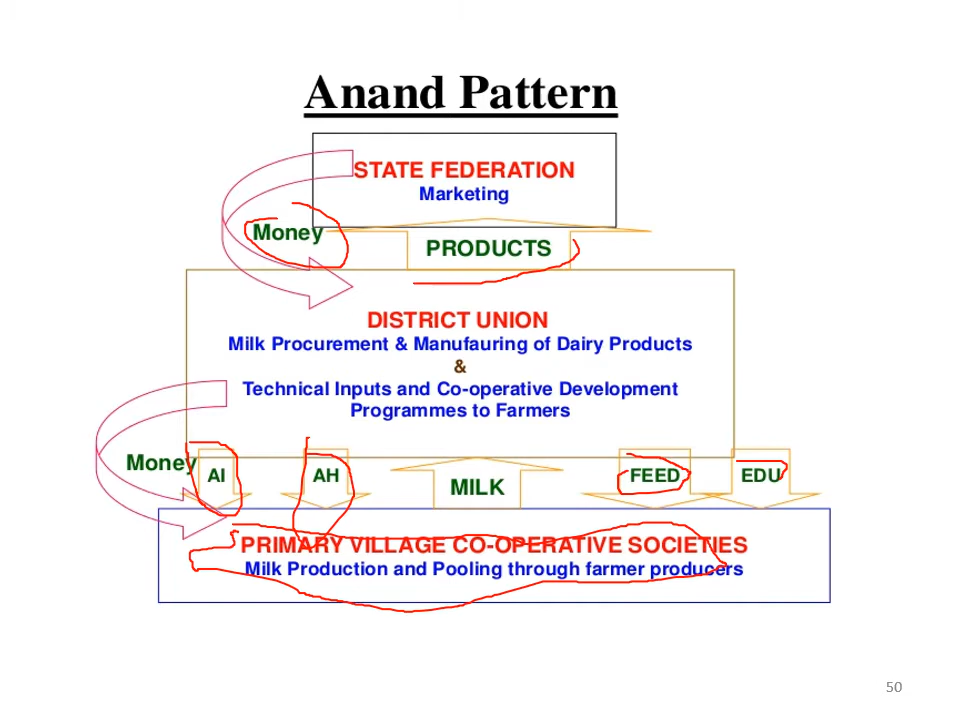 Anand Pattern
STATE FEDERATION
Marketing
Money
PRODUCTS
DISTRICT UNION
Milk Procurement & Manufauring of Dairy Products
&
Technical Inputs and Co-operative Development
Programmes to Farmers
Money
AI
AH
MILK
FEED
EDU
PRIMARY VILLAGE CO-OPERATIVE SOCIETIES
Milk Production and Pooling through farmer producers
50